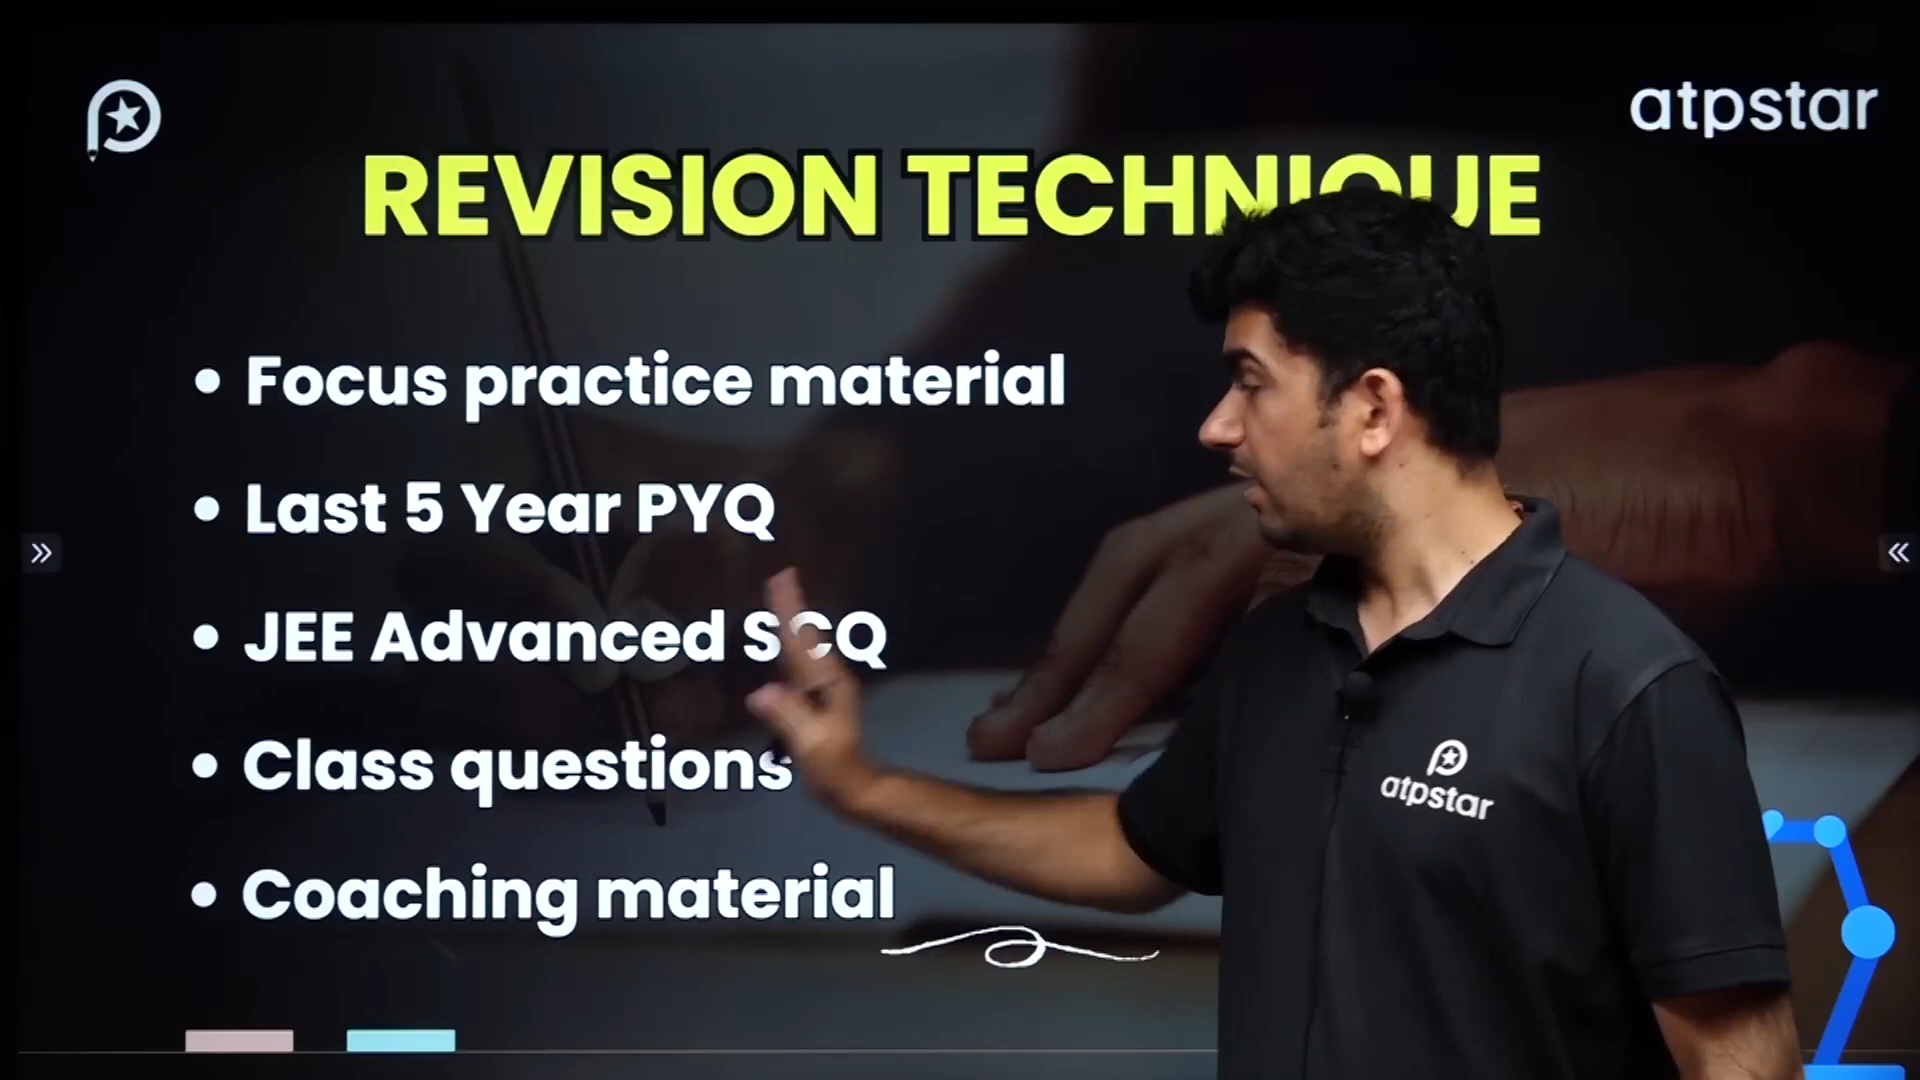 atpstar
REVISION TECHNIQUE
• Focus practice material
• Last 5 Year PYQ
• JEE Advanced SCQ
• Class questions
• Coaching material
atpstar